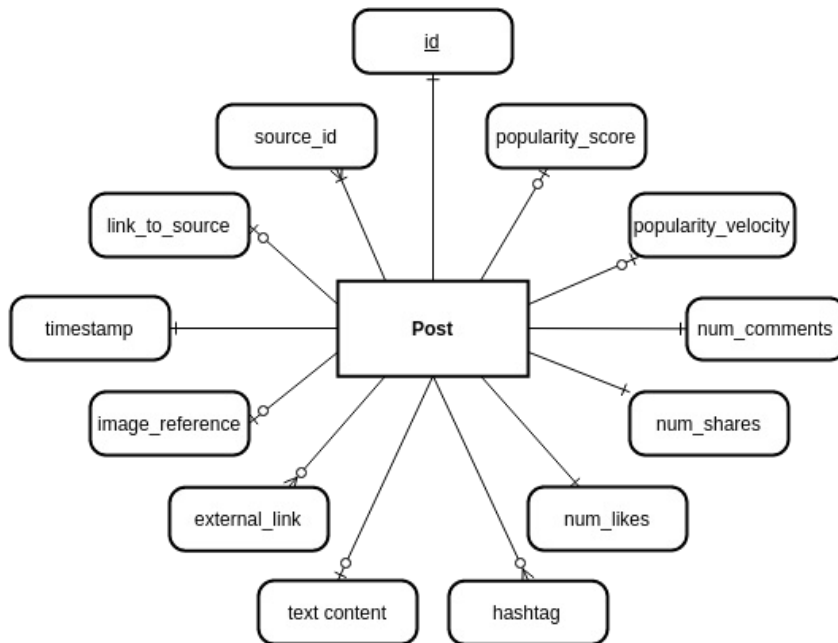 id
source_id
popularity_score
link_to_source
popularity_velocity
timestamp
Post
num_comments
image_reference
num_shares
external_link
num_likes
text content
hashtag